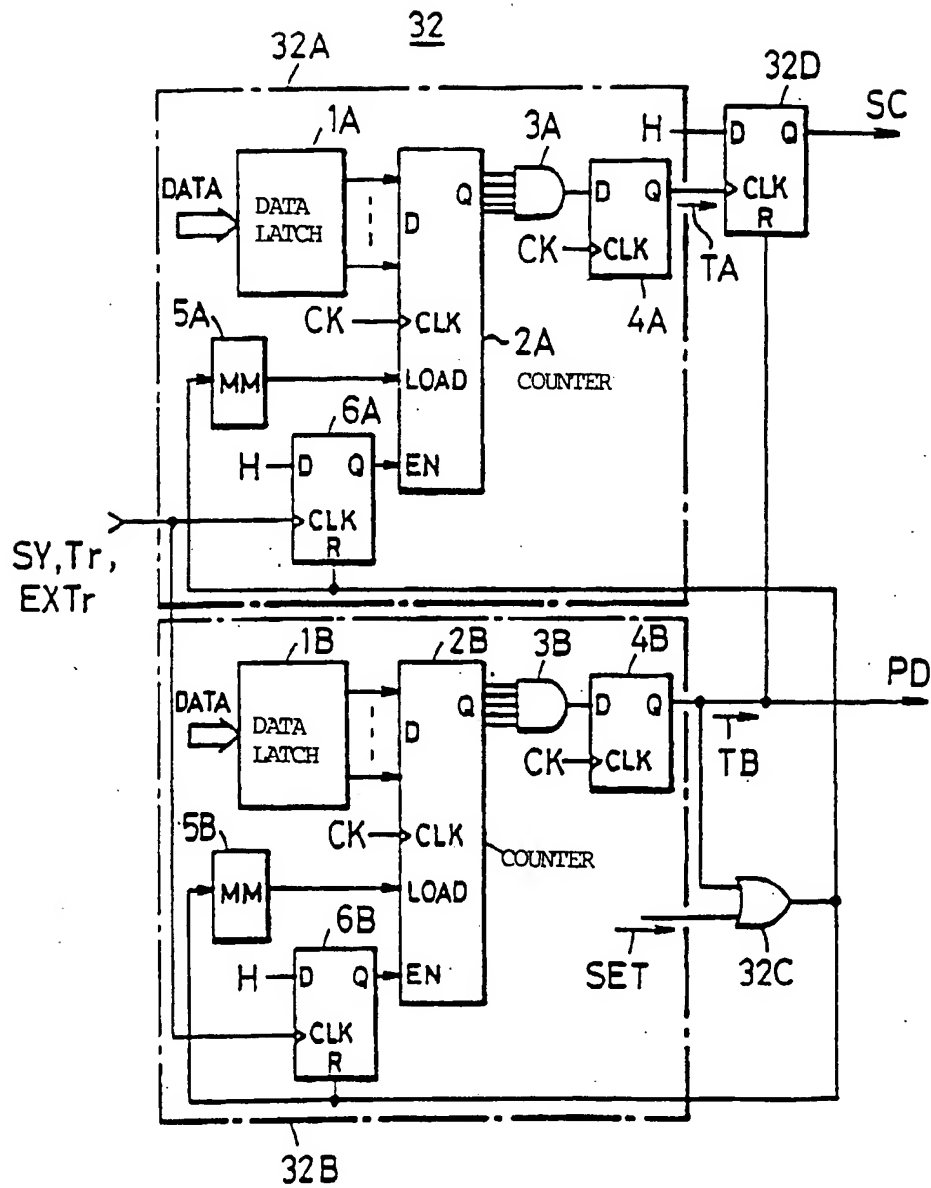 32
32A
32D
1A
3A
H
D
Q
SC
DATA
DATA
LATCH
D
Q
D
Q
CLK
R
CK
CLK
TA
4A
5A
CK
CLK
2A
COUNTER
MM
LOAD
6A
H
D
Q
EN
CLK
R
SY,Tr,
EXTr
1B
2B
3B
4B
PD
DATA
DATA
LATCH
D
Q
D
Q
CK
CLK
TB
5B
CK
CLK
COUNTER
MM
LOAD
6B
H
D
Q
EN
SET
32C
CLK
R
32B